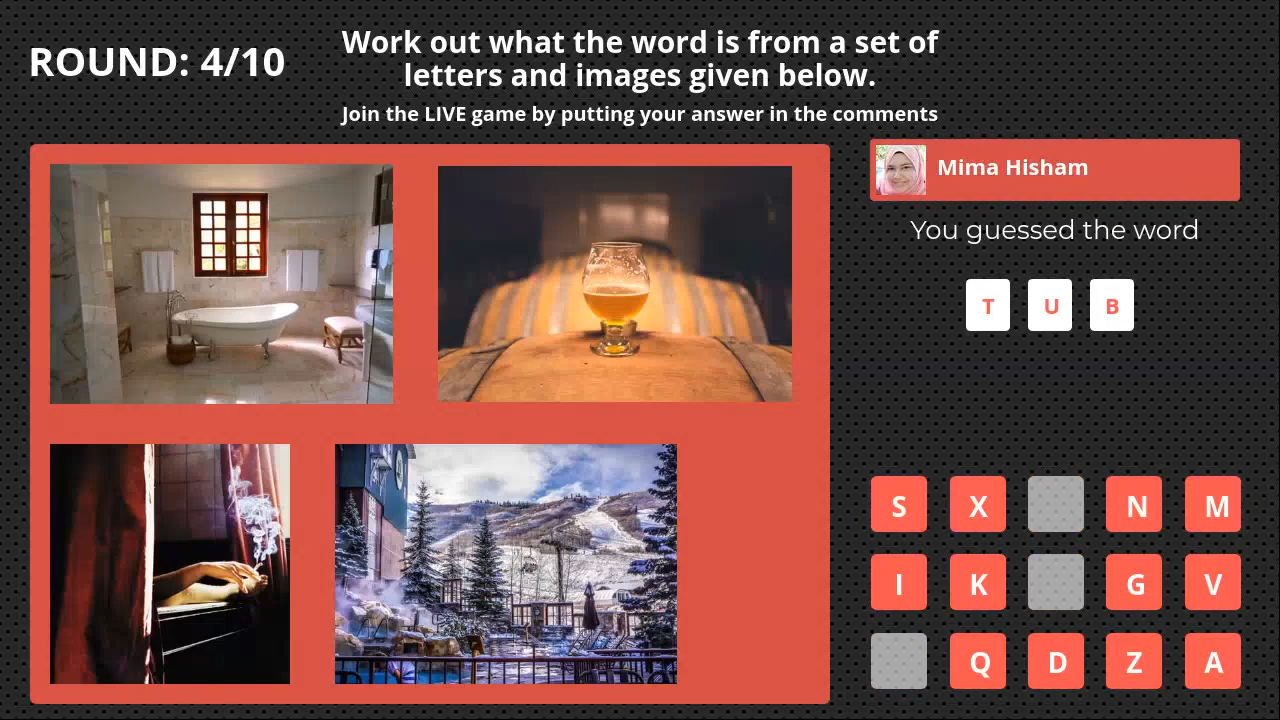 ROUND: 4/10
Work out what the word is from a set of
letters and images given below.
Join the LIVE game by putting your answer in the comments
Mima Hisham
You guessed the word
T U B
S X N M
I K G V
Q D Z A